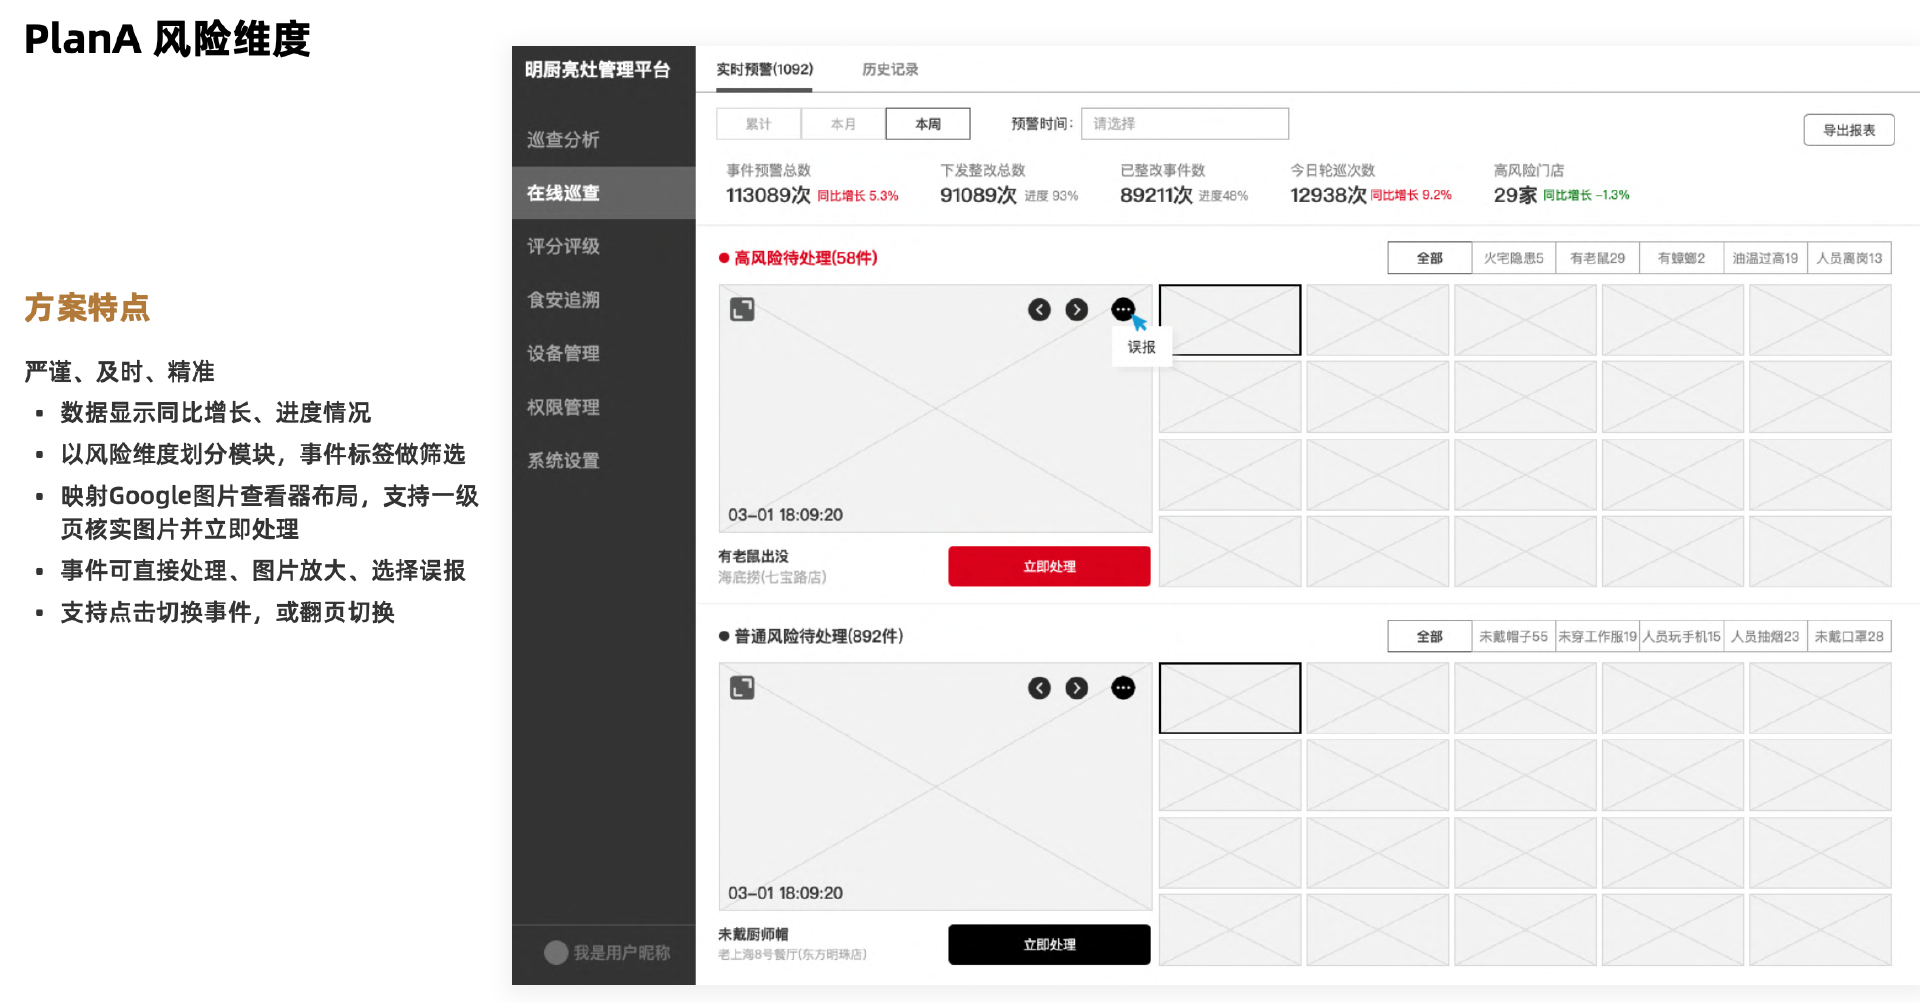 PlanA 风险维度
方案特点
严谨、及时、精准
▪ 数据显示同比增长、进度情况
▪ 以风险维度划分模块，事件标签做筛选
▪ 映射Google图片查看器布局，支持一级
页核实图片并立即处理
▪ 事件可直接处理、图片放大、选择误报
▪ 支持点击切换事件，或翻页切换
明厨亮灶管理平台
巡查分析
在线巡查
评分评级
食安追溯
设备管理
权限管理
系统设置
我是用户昵称
实时预警(1092) 历史记录
累计 本月 本周 预警时间： 请选择 导出报表
事件预警总数 下发整改总数 已整改事件数 今日轮巡次数 高风险门店
113089次 同比增长 5.3% 91089次 进度 93% 89211次 进度48% 12938次 同比增长 9.2% 29家 同比增长 -1.3%
高风险待处理(58件) 全部 火宅隐患5 有老鼠29 有蟑螂2 油温过高19 人员离岗13
误报
03-01 18:09:20
有老鼠出没
海底捞(七宝路店)
立即处理
普通风险待处理(892件) 全部 未戴帽子55 未穿工作服19 人员玩手机15 人员抽烟23 未戴口罩28
03-01 18:09:20
未戴厨师帽
老上海8号餐厅(东方明珠店)
立即处理